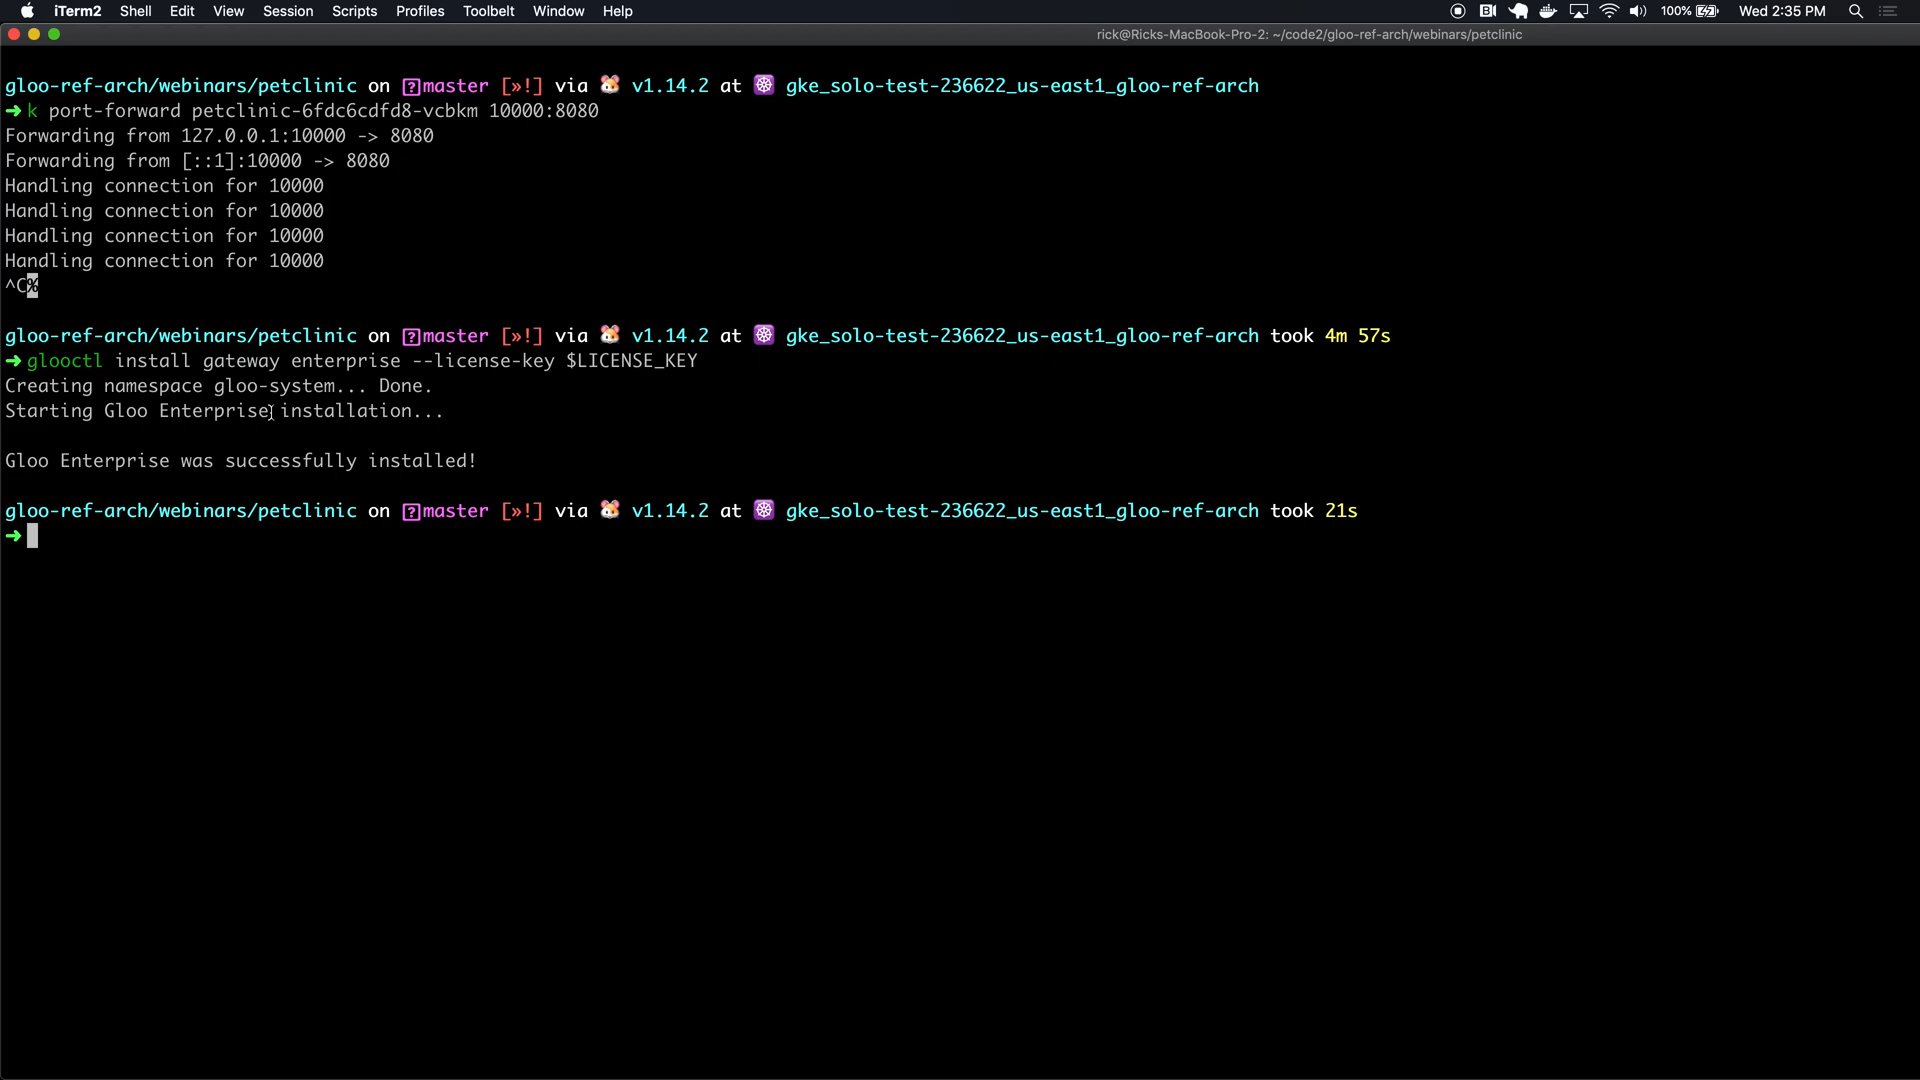 iTerm2 Shell Edit View Session Scripts Profiles Toolbelt Window Help 100% Wed 2:35 PM
rick@Ricks-MacBook-Pro-2: ~/code2/gloo-ref-arch/webinars/petclinic
gloo-ref-arch/webinars/petclinic on master [»!] via v1.14.2 at gke_solo-test-236622_us-east1_gloo-ref-arch
➜ k port-forward petclinic-6fdc6cdfd8-vcbkm 10000:8080
Forwarding from 127.0.0.1:10000 -> 8080
Forwarding from [::1]:10000 -> 8080
Handling connection for 10000
Handling connection for 10000
Handling connection for 10000
Handling connection for 10000
^C%
gloo-ref-arch/webinars/petclinic on master [»!] via v1.14.2 at gke_solo-test-236622_us-east1_gloo-ref-arch took 4m 57s
➜ glooctl install gateway enterprise --license-key $LICENSE_KEY
Creating namespace gloo-system... Done.
Starting Gloo Enterprise installation...
Gloo Enterprise was successfully installed!
gloo-ref-arch/webinars/petclinic on master [»!] via v1.14.2 at gke_solo-test-236622_us-east1_gloo-ref-arch took 21s
➜